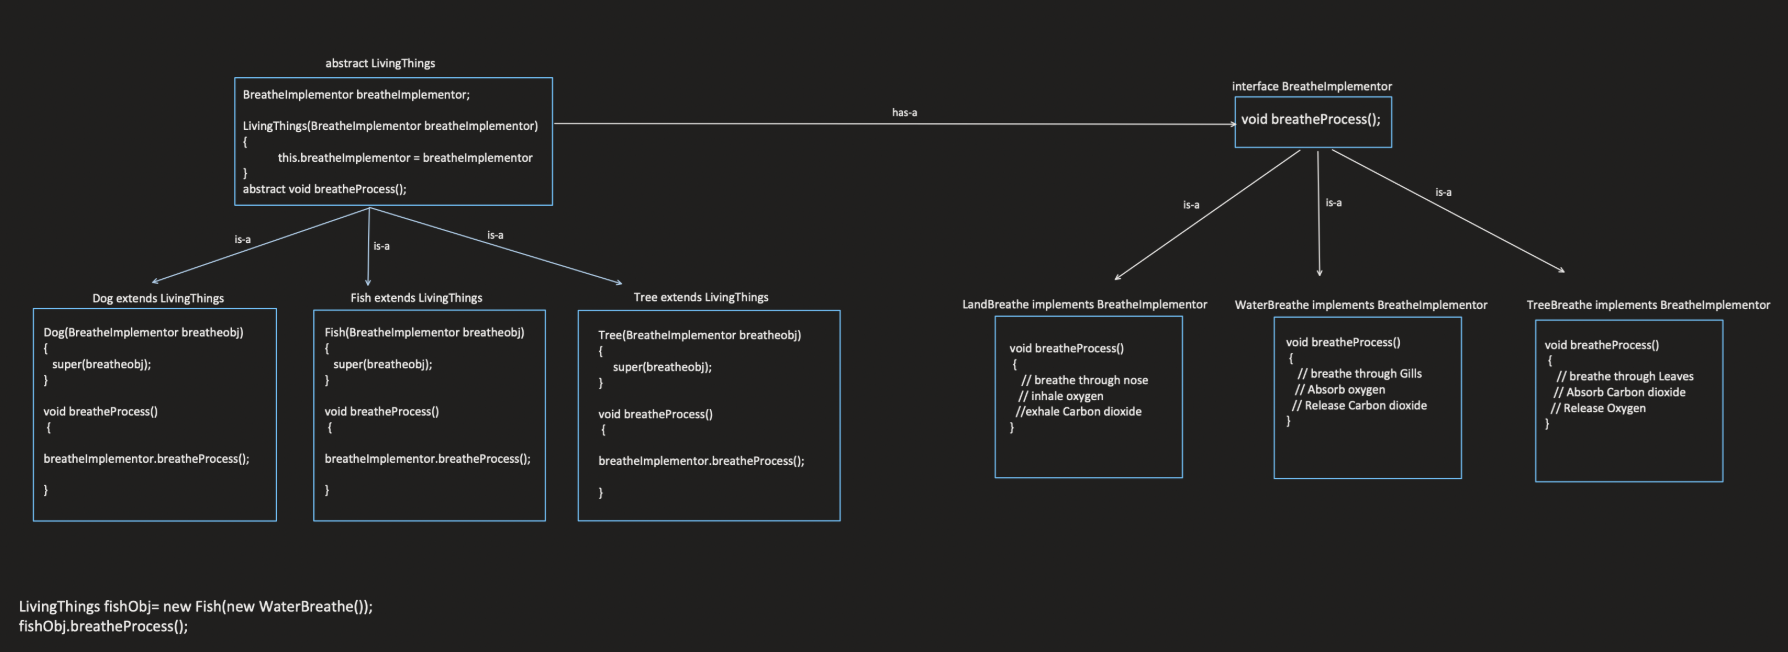 abstract LivingThings
BreatheImplementor breatheImplementor;
LivingThings(BreatheImplementor breatheImplementor)
{
this.breatheImplementor = breatheImplementor
}
abstract void breatheProcess();
has-a
interface BreatheImplementor
void breatheProcess();
is-a
is-a
is-a
is-a
is-a
is-a
Dog extends LivingThings
Dog(BreatheImplementor breatheobj)
{
super(breatheobj);
}
void breatheProcess()
{
breatheImplementor.breatheProcess();
}
Fish extends LivingThings
Fish(BreatheImplementor breatheobj)
{
super(breatheobj);
}
void breatheProcess()
{
breatheImplementor.breatheProcess();
}
Tree extends LivingThings
Tree(BreatheImplementor breatheobj)
{
super(breatheobj);
}
void breatheProcess()
{
breatheImplementor.breatheProcess();
}
LandBreathe implements BreatheImplementor
void breatheProcess()
{
// breathe through nose
// inhale oxygen
//exhale Carbon dioxide
}
WaterBreathe implements BreatheImplementor
void breatheProcess()
{
// breathe through Gills
// Absorb oxygen
// Release Carbon dioxide
}
TreeBreathe implements BreatheImplementor
void breatheProcess()
{
// breathe through Leaves
// Absorb Carbon dioxide
// Release Oxygen
}
LivingThings fishObj= new Fish(new WaterBreathe());
fishObj.breatheProcess();